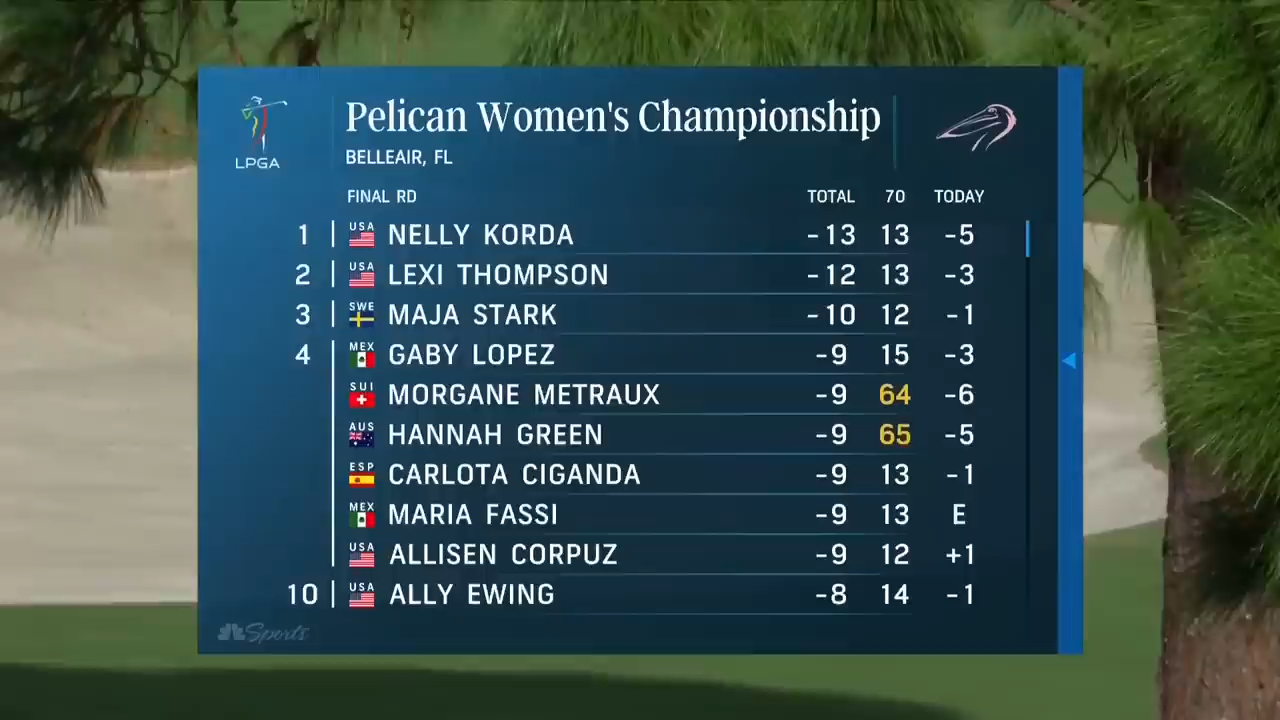 LPGA
Pelican Women's Championship
BELLEAIR, FL
FINAL RD TOTAL 70 TODAY
1 USA NELLY KORDA -13 13 -5
2 USA LEXI THOMPSON -12 13 -3
3 SWE MAJA STARK -10 12 -1
4 MEX GABY LOPEZ -9 15 -3
SUI MORGANE METRAUX -9 64 -6
AUS HANNAH GREEN -9 65 -5
ESP CARLOTA CIGANDA -9 13 -1
MEX MARIA FASSI -9 13 E
USA ALLISEN CORPUZ -9 12 +1
10 USA ALLY EWING -8 14 -1
Sports